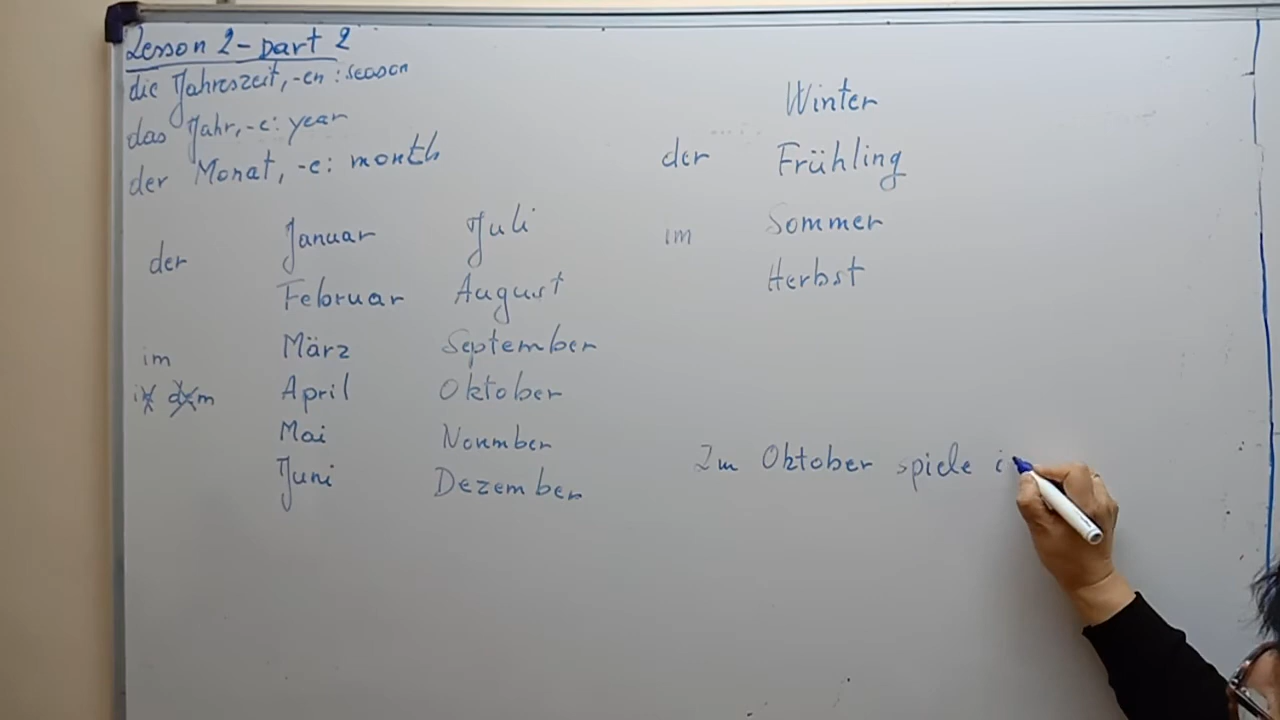 Lesson 2 - part 2
die Jahreszeit, -en : season
das Jahr, -e: year
der Monat, -e: month
der
im
in dem
Januar Juli
Februar August
März September
April Oktober
Mai Novmber
Juni Dezember
der
im
Winter
Frühling
Sommer
Herbst
Im Oktober spiele i